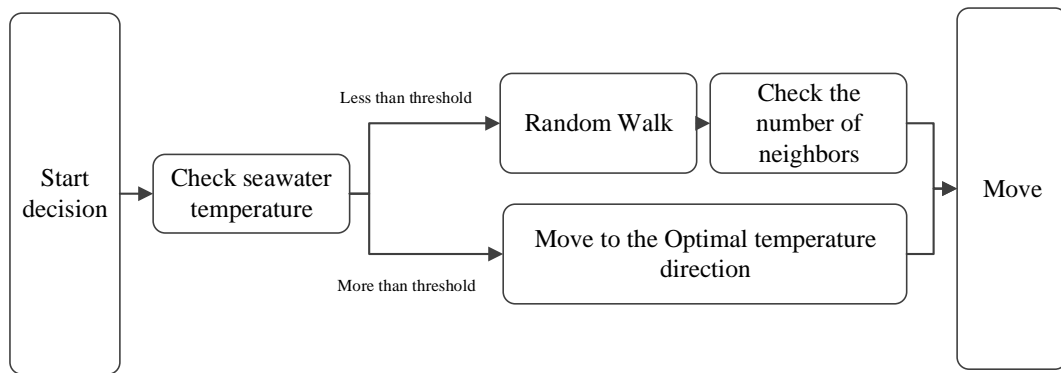 Start
decision
Check seawater
temperature
Less than threshold
More than threshold
Random Walk
Check the
number of
neighbors
Move to the Optimal temperature
direction
Move